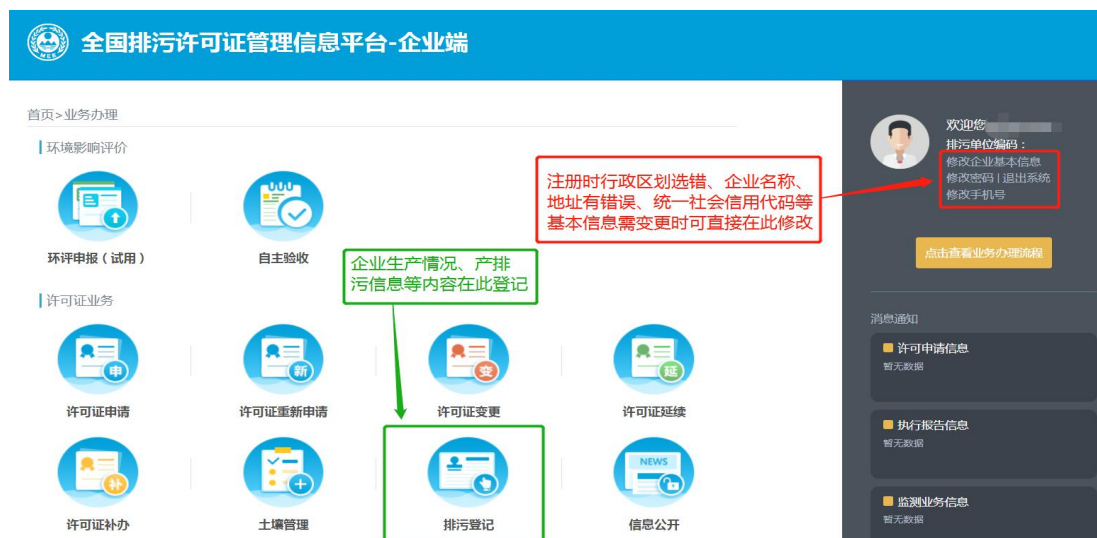 全国排污许可证管理信息平台-企业端
MEE
首页>业务办理
环境影响评价
环评申报（试用）
自主验收
企业生产情况、产排
污信息等内容在此登记
注册时行政区划选错、企业名称、
地址有错误、统一社会信用代码等
基本信息需变更时可直接在此修改
许可证业务
申
新
变
延
许可证申请
许可证重新申请
许可证变更
许可证延续
补
NEWS
许可证补办
土壤管理
排污登记
信息公开
欢迎您
排污单位编码：
修改企业基本信息
修改密码 | 退出系统
修改手机号
点击查看业务办理流程
消息通知
许可申请信息
暂无数据
执行报告信息
暂无数据
监测业务信息
暂无数据